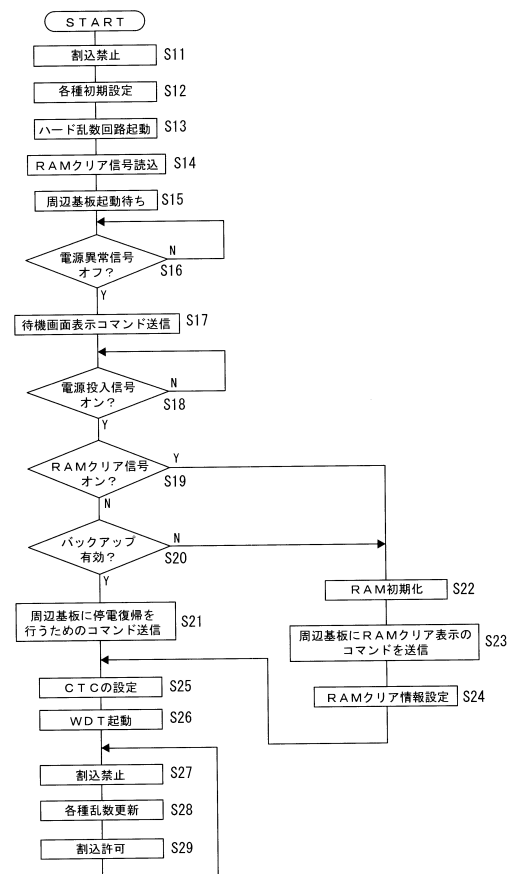 START
割込禁止 S11
各種初期設定 S12
ハード乱数回路起動 S13
RAMクリア信号読込 S14
周辺基板起動待ち S15
電源異常信号
オフ?
N
S16
Y
待機画面表示コマンド送信 S17
電源投入信号
オン?
N
S18
Y
RAMクリア信号
オン?
Y
S19
N
バックアップ
有効?
N
S20
Y
周辺基板に停電復帰を
行うためのコマンド送信
S21
RAM初期化 S22
周辺基板にRAMクリア表示の
コマンドを送信
S23
RAMクリア情報設定 S24
CTCの設定 S25
WDT起動 S26
割込禁止 S27
各種乱数更新 S28
割込許可 S29